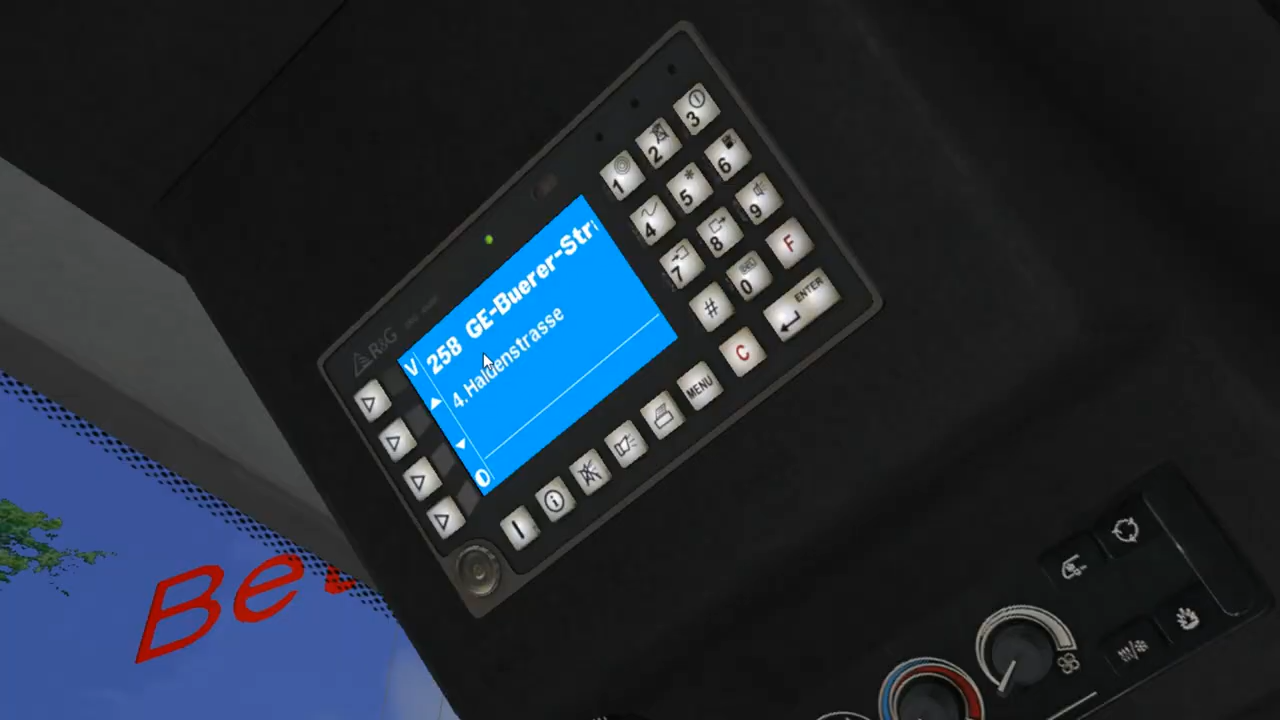 R&G
V 258 GE-Buerer-Str
4.Haldenstrasse
1 2 3
4 5 6
7 8 9
# 0 F
C ENTER
MENU
Be